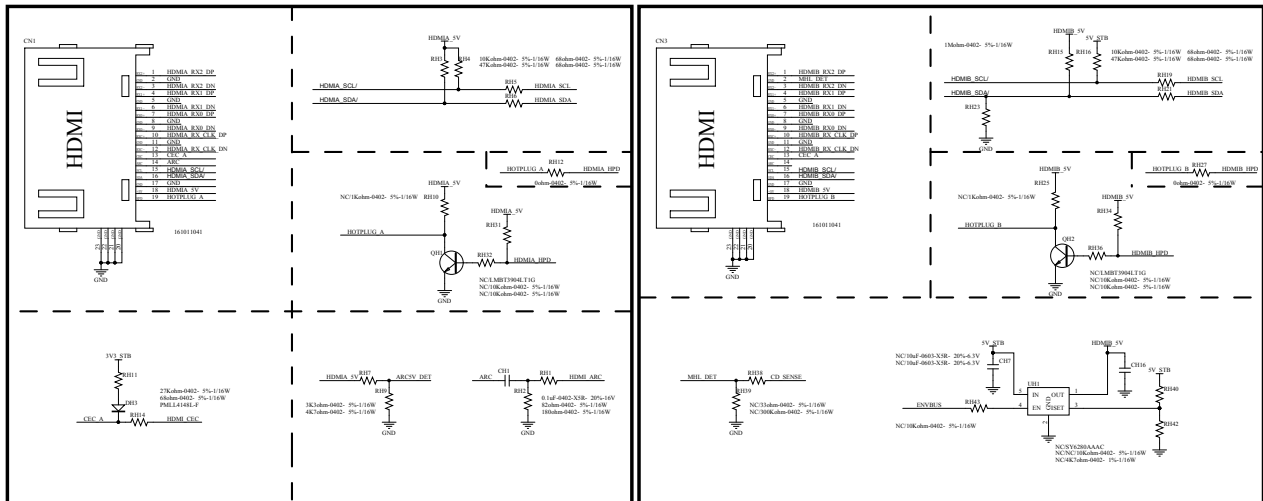 CN1
HDMI
1 HDMIA_RX2_DP
2 GND
3 HDMIA_RX2_DN
4 HDMIA_RX1_DP
5 GND
6 HDMIA_RX1_DN
7 HDMIA_RX0_DP
8 GND
9 HDMIA_RX0_DN
10 HDMIA_RX_CLK_DP
11 GND
12 HDMIA_RX_CLK_DN
13 CEC_A
14 ARC
15 HDMIA_SCL/
16 HDMIA_SDA/
17 GND
18 HDMIA_5V
19 HOTPLUG_A
161011041
23
22
21
20
GND
HDMIA_5V
RH3
RH4
10Kohm-0402- 5%-1/16W 68ohm-0402- 5%-1/16W
47Kohm-0402- 5%-1/16W 68ohm-0402- 5%-1/16W
HDMIA_SCL/
RH5
HDMIA_SCL
HDMIA_SDA/
RH6
HDMIA_SDA
HOTPLUG_A
RH12
HDMIA_HPD
0ohm-0402- 5%-1/16W
HDMIA_5V
NC/1Kohm-0402- 5%-1/16W
RH10
HDMIA_5V
RH31
HOTPLUG_A
QH1
RH32
HDMIA_HPD
NC/LMBT3904LT1G
NC/10Kohm-0402- 5%-1/16W
NC/10Kohm-0402- 5%-1/16W
GND
3V3_STB
RH11
27Kohm-0402- 5%-1/16W
68ohm-0402- 5%-1/16W
PMLL4148L-F
DH3
RH14
CEC_A
HDMI_CEC
HDMIA_5V
RH7
ARC5V_DET
RH9
3K3ohm-0402- 5%-1/16W
4K7ohm-0402- 5%-1/16W
GND
ARC
CH1
RH1
HDMI_ARC
RH2
0.1uF-0402-X5R- 20%-16V
82ohm-0402- 5%-1/16W
180ohm-0402- 5%-1/16W
GND
CN3
HDMI
1 HDMIB_RX2_DP
2 MHL_DET
3 HDMIB_RX2_DN
4 HDMIB_RX1_DP
5 GND
6 HDMIB_RX1_DN
7 HDMIB_RX0_DP
8 GND
9 HDMIB_RX0_DN
10 HDMIB_RX_CLK_DP
11 GND
12 HDMIB_RX_CLK_DN
13 CEC_A
14
15 HDMIB_SCL/
16 HDMIB_SDA/
17 GND
18 HDMIB_5V
19 HOTPLUG_B
161011041
23
22
21
20
GND
HDMIB_5V
5V_STB
1Mohm-0402- 5%-1/16W
RH15
RH16
10Kohm-0402- 5%-1/16W 68ohm-0402- 5%-1/16W
47Kohm-0402- 5%-1/16W 68ohm-0402- 5%-1/16W
HDMIB_SCL/
RH19
HDMIB_SCL
HDMIB_SDA/
RH21
HDMIB_SDA
RH23
GND
HOTPLUG_B
RH27
HDMIB_HPD
0ohm-0402- 5%-1/16W
HDMIB_5V
RH25
NC/1Kohm-0402- 5%-1/16W
HDMIB_5V
RH34
HOTPLUG_B
QH2
RH36
HDMIB_HPD
NC/LMBT3904LT1G
NC/10Kohm-0402- 5%-1/16W
NC/10Kohm-0402- 5%-1/16W
GND
MHL_DET
RH38
CD_SENSE
RH39
NC/33ohm-0402- 5%-1/16W
NC/300Kohm-0402- 5%-1/16W
GND
NC/10uF-0603-X5R- 20%-6.3V
NC/10uF-0603-X5R- 20%-6.3V
5V_STB
CH7
GND
HDMIB_5V
CH16
GND
5V_STB
RH40
UH1
5 IN OUT 1
4 EN GND ISET 3
2
ENVBUS
RH43
RH42
NC/10Kohm-0402- 5%-1/16W
GND
GND
NC/SY6280AAAC
NC/NC/10Kohm-0402- 5%-1/16W
NC/4K7ohm-0402- 1%-1/16W